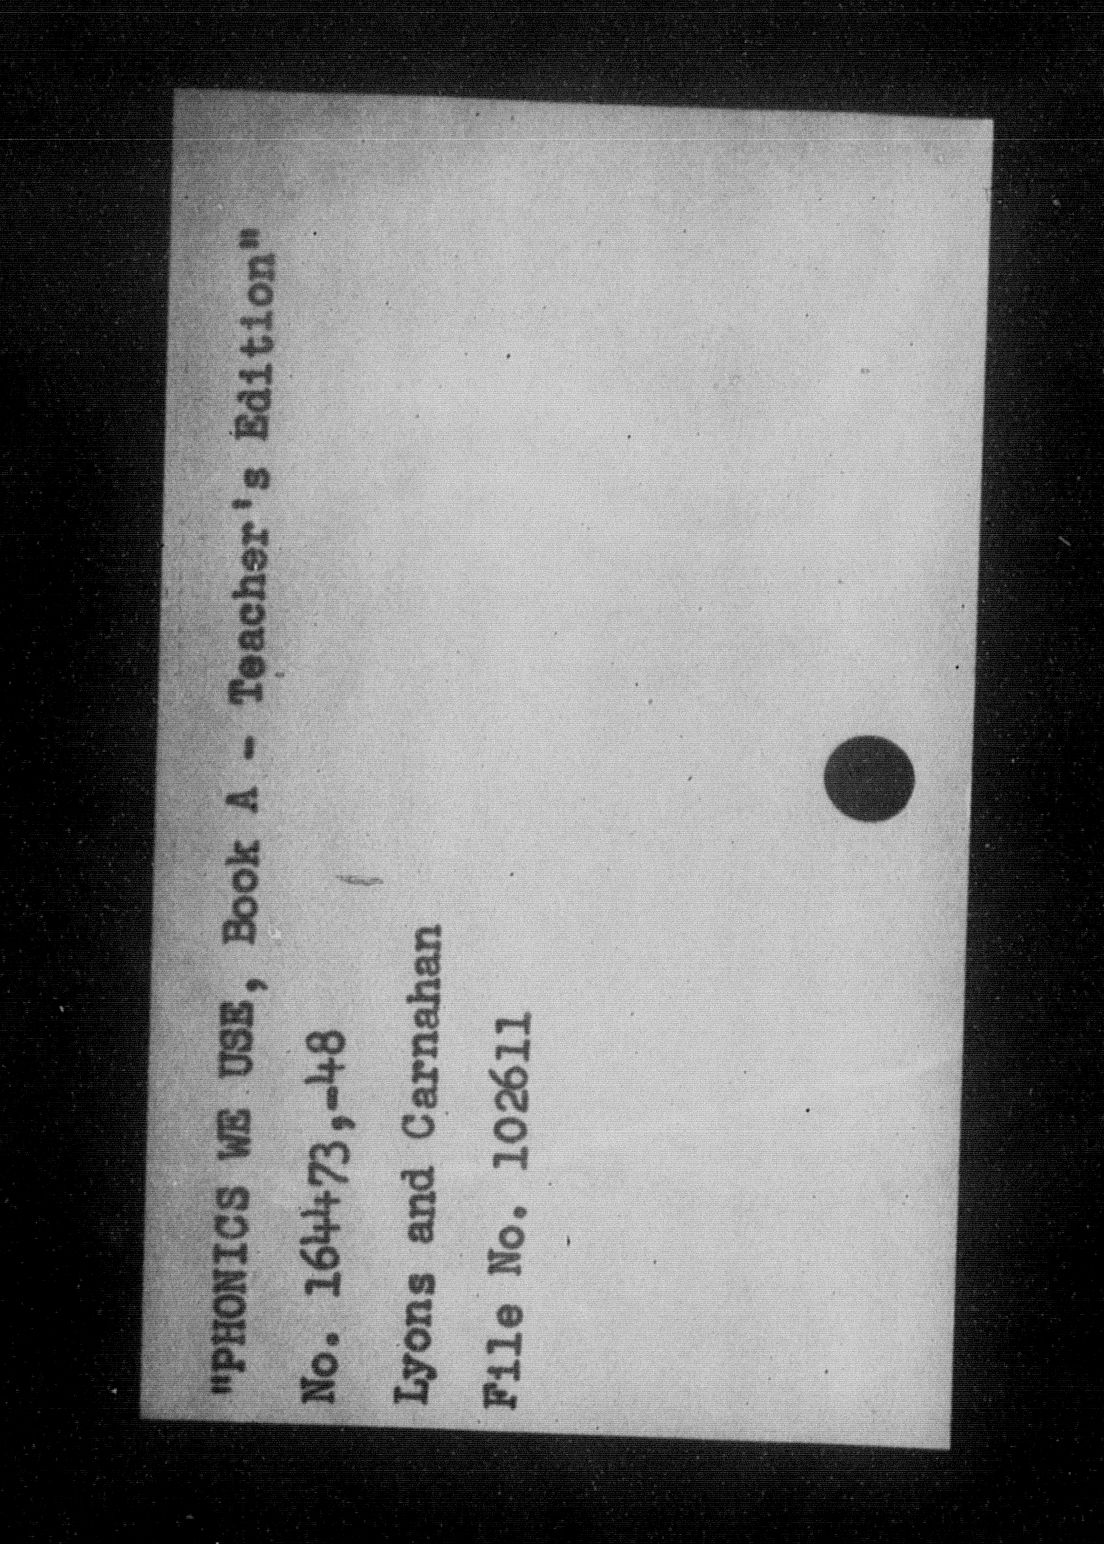 "PHONICS WE USE, Book A - Teacher's Edition"
No. 164473,-48
Lyons and Carnahan
File No. 102611